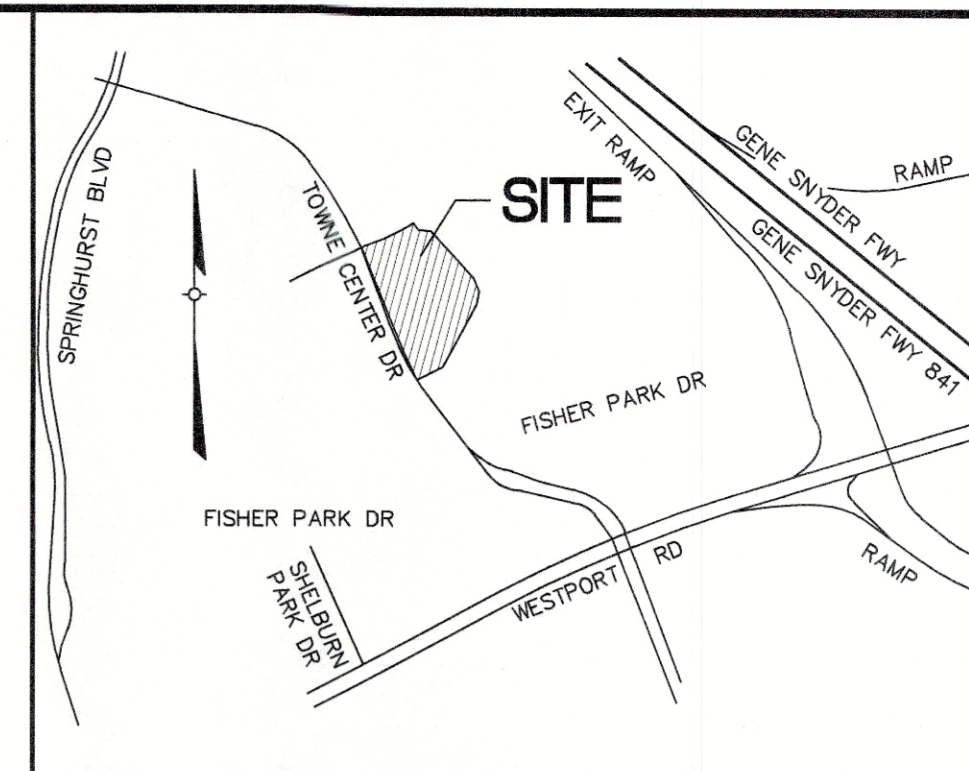 SPRINGHURST BLVD
TOWNE CENTER DR
SITE
EXIT RAMP
GENE SNYDER FWY
RAMP
GENE SNYDER FWY 841
FISHER PARK DR
FISHER PARK DR
SHELBURN
PARK DR
WESTPORT RD
RAMP